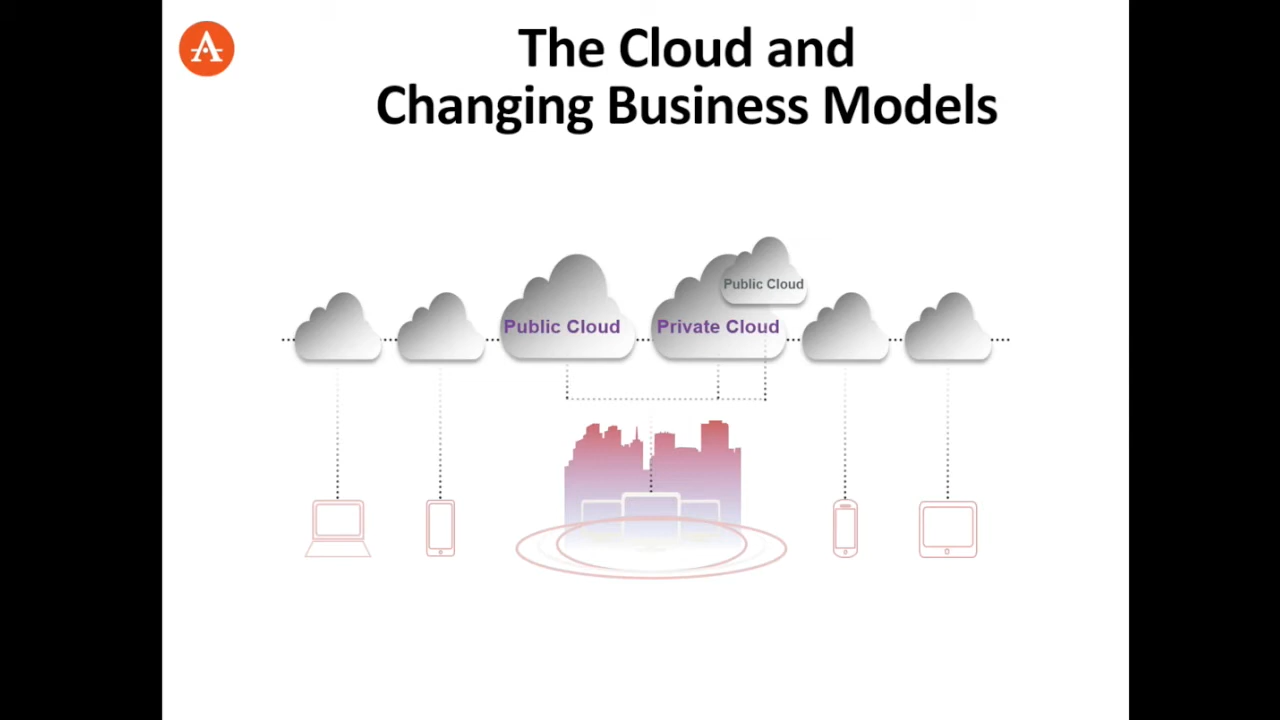 The Cloud and
Changing Business Models
Public Cloud
Public Cloud
Private Cloud